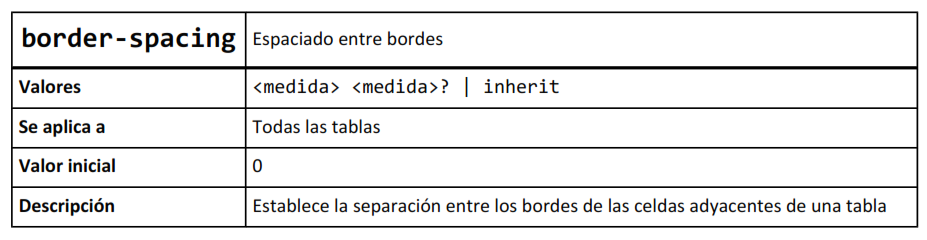 border-spacing Espaciado entre bordes
Valores <medida> <medida>? | inherit
Se aplica a Todas las tablas
Valor inicial 0
Descripción Establece la separación entre los bordes de las celdas adyacentes de una tabla